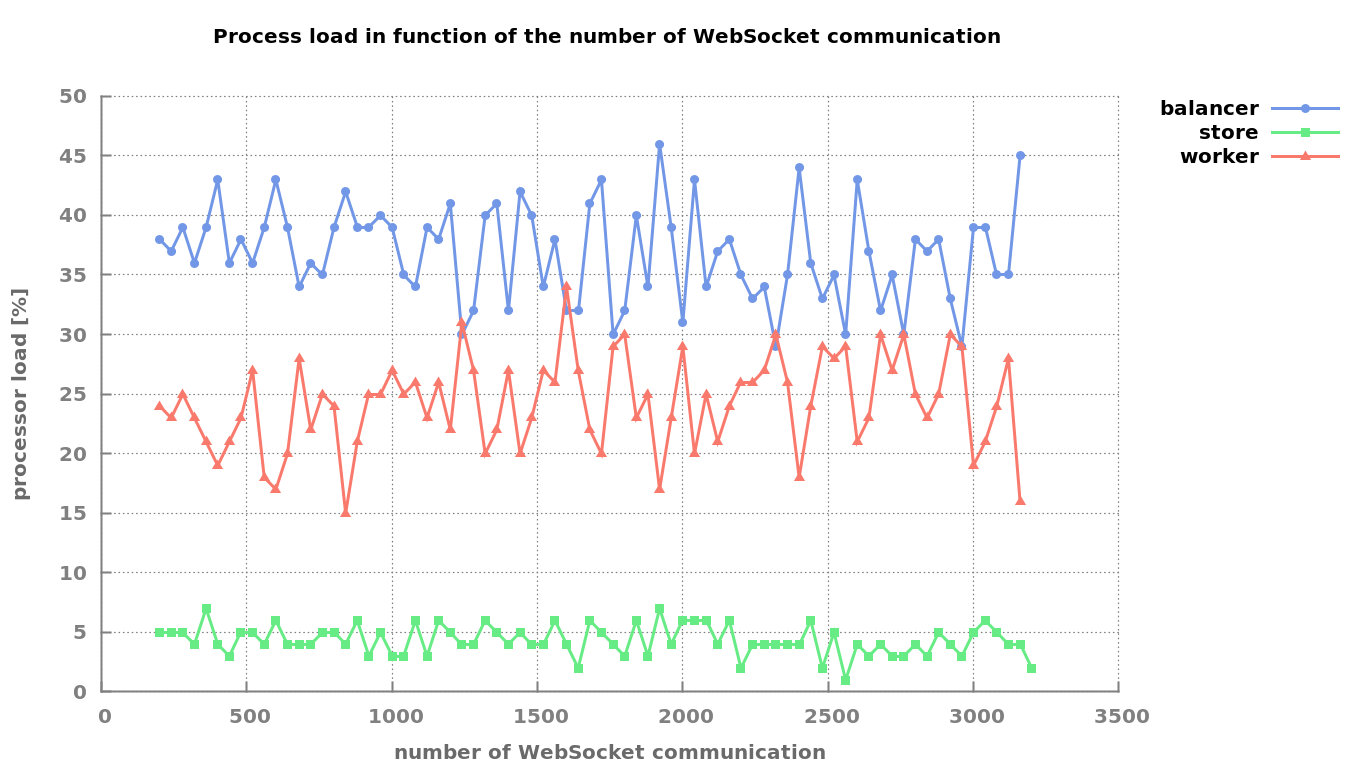 Process load in function of the number of WebSocket communication
balancer
store
worker
50
45
40
35
30
25
20
15
10
5
0
processor load [%]
0 500 1000 1500 2000 2500 3000 3500
number of WebSocket communication